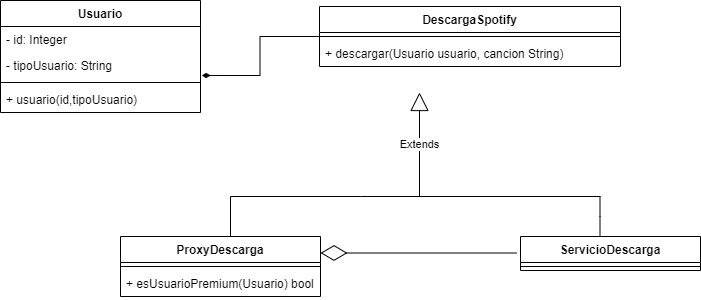 Usuario
- id: Integer
- tipoUsuario: String
+ usuario(id,tipoUsuario)
DescargaSpotify
+ descargar(Usuario usuario, cancion String)
Extends
ProxyDescarga
+ esUsuarioPremium(Usuario) bool
ServicioDescarga